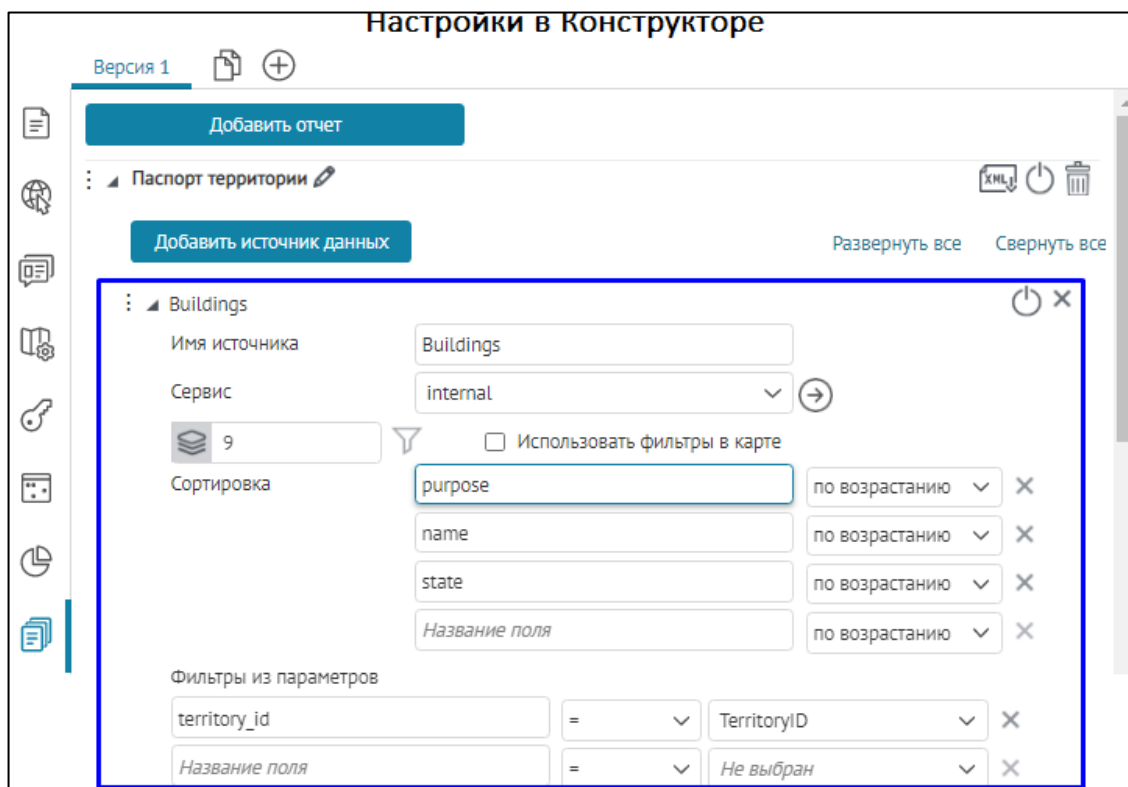 Настройки в Конструкторе
Версия 1
Добавить отчет
Паспорт территории
XML
Добавить источник данных Развернуть все Свернуть все
Buildings
Имя источника Buildings
Сервис internal
9 Использовать фильтры в карте
Сортировка purpose по возрастанию
name по возрастанию
state по возрастанию
Название поля по возрастанию
Фильтры из параметров
territory_id = TerritoryID
Название поля = Не выбран